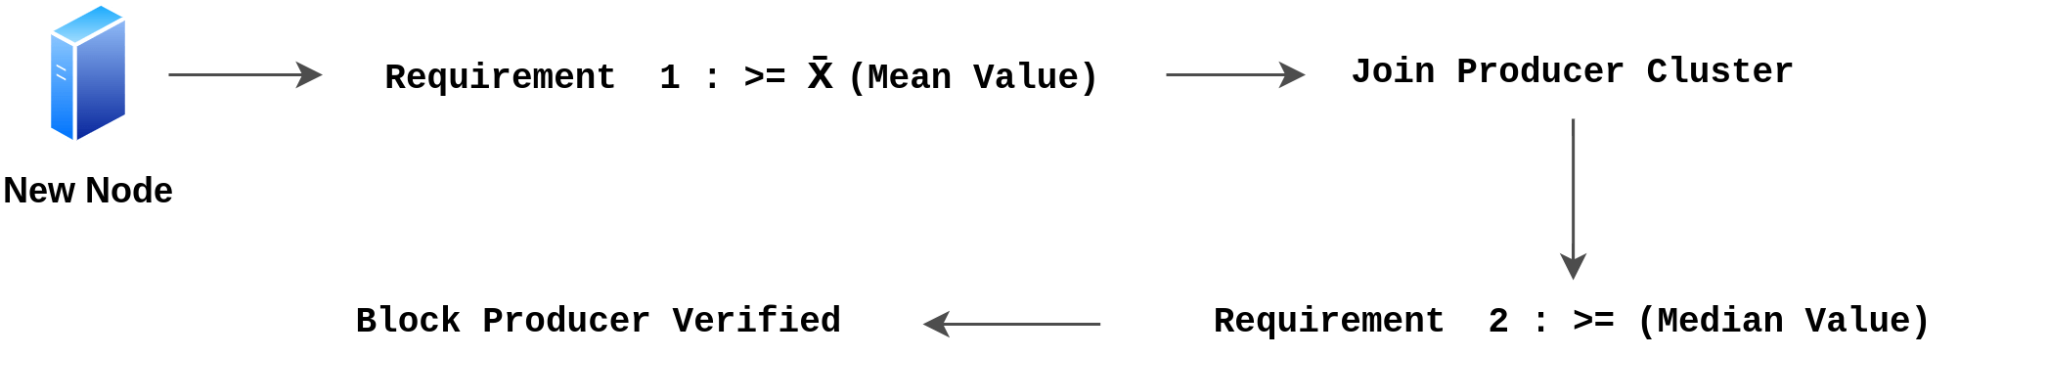 Requirement  1 : >= x̄ (Mean Value)
Join Producer Cluster
New Node
Block Producer Verified
Requirement  2 : >= (Median Value)